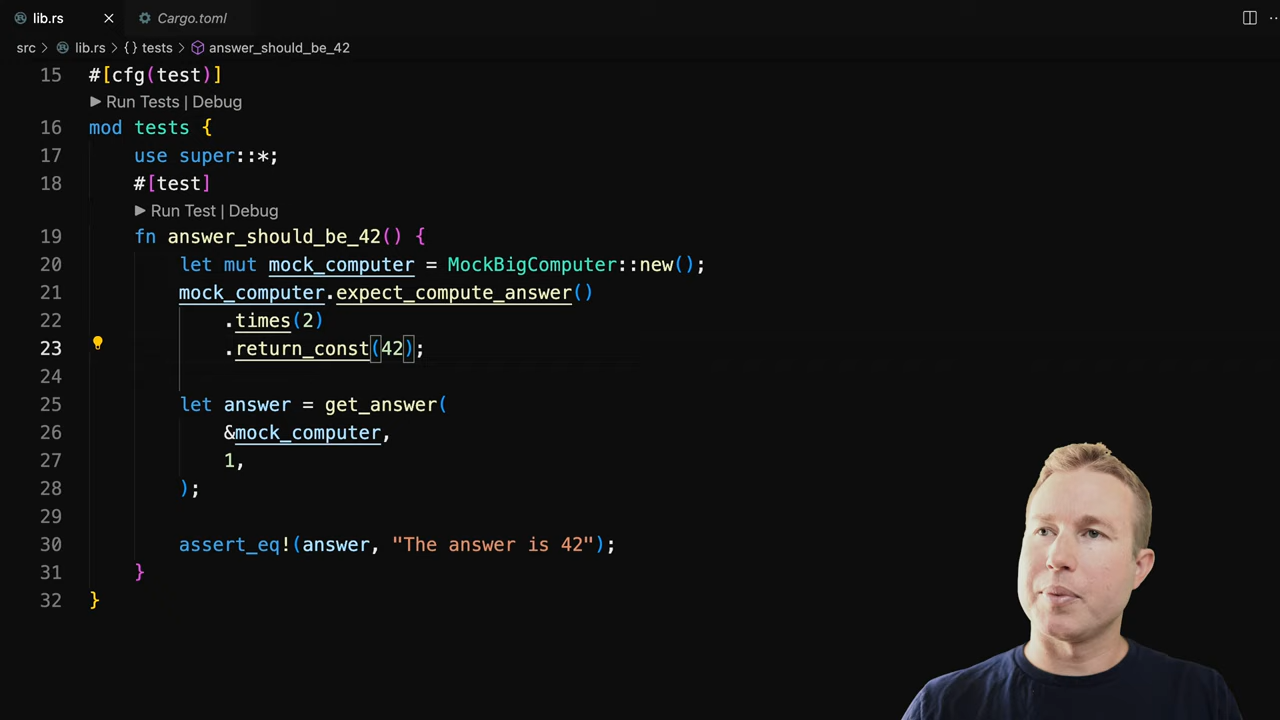 lib.rs Cargo.toml
src > lib.rs > {} tests > answer_should_be_42
15 #[cfg(test)]
▶ Run Tests | Debug
16 mod tests {
17 use super::*;
18 #[test]
▶ Run Test | Debug
19 fn answer_should_be_42() {
20 let mut mock_computer = MockBigComputer::new();
21 mock_computer.expect_compute_answer()
22 .times(2)
23 .return_const(42);
24
25 let answer = get_answer(
26 &mock_computer,
27 1,
28 );
29
30 assert_eq!(answer, "The answer is 42");
31 }
32 }